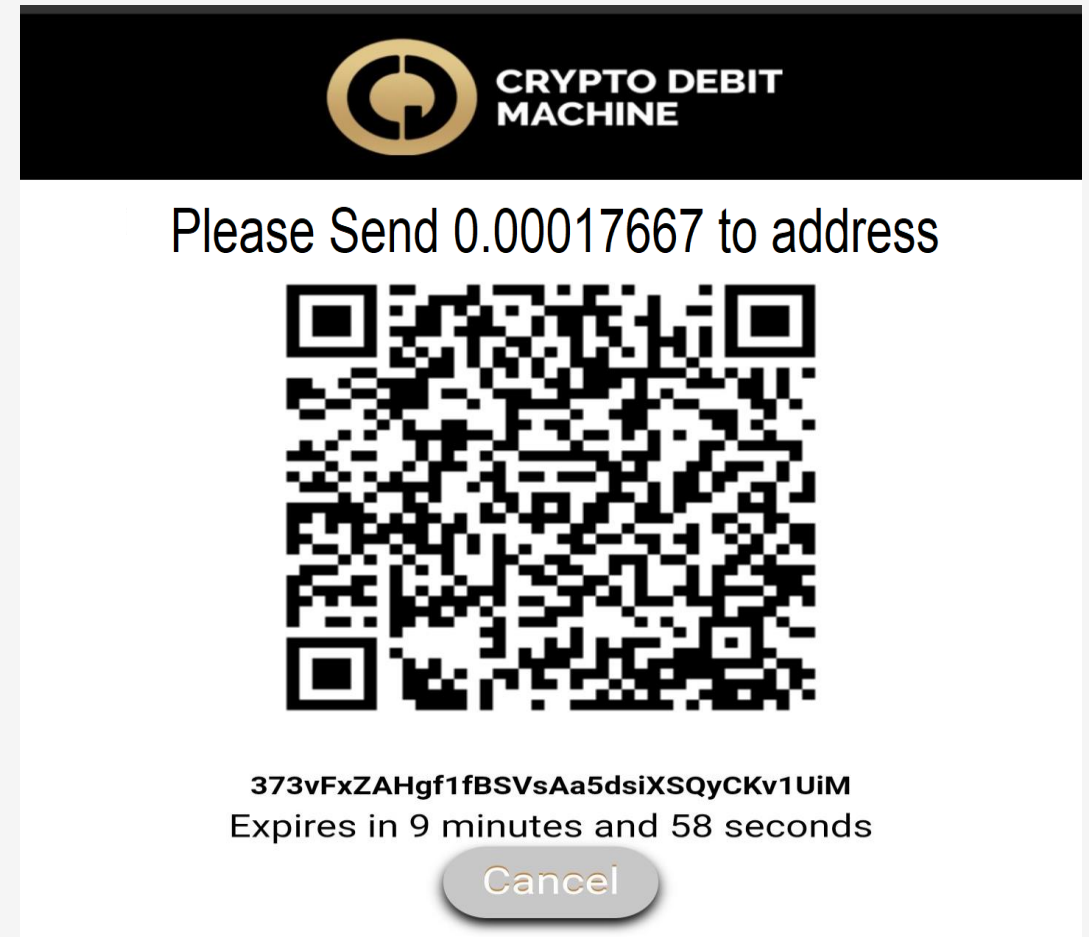 CRYPTO DEBIT
MACHINE
Please Send 0.00017667 to address
373vFxZAHgf1fBSVsAa5dsiXSQyCKv1UiM
Expires in 9 minutes and 58 seconds
Cancel